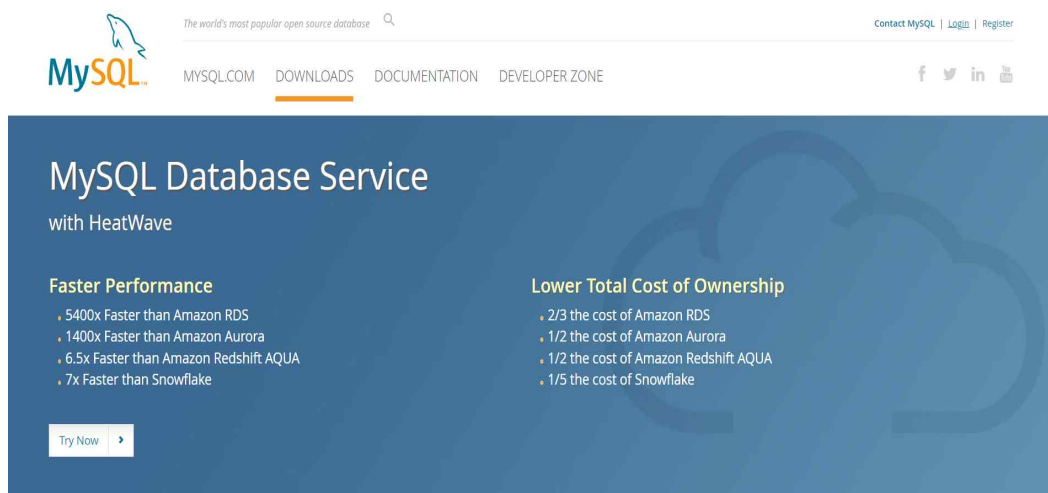 The world's most popular open source database
Contact MySQL | Login | Register
MySQL™
MYSQL.COM DOWNLOADS DOCUMENTATION DEVELOPER ZONE
f in You Tube
MySQL Database Service
with HeatWave
Faster Performance
• 5400x Faster than Amazon RDS
• 1400x Faster than Amazon Aurora
• 6.5x Faster than Amazon Redshift AQUA
• 7x Faster than Snowflake
Lower Total Cost of Ownership
• 2/3 the cost of Amazon RDS
• 1/2 the cost of Amazon Aurora
• 1/2 the cost of Amazon Redshift AQUA
• 1/5 the cost of Snowflake
Try Now